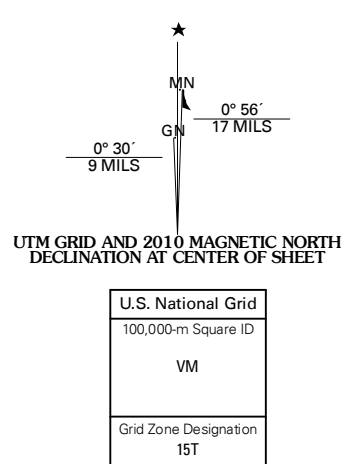 MN
0° 56´
17 MILS
GN
0° 30´
9 MILS
UTM GRID AND 2010 MAGNETIC NORTH
DECLINATION AT CENTER OF SHEET
U.S. National Grid
100,000-m Square ID
VM
Grid Zone Designation
15T